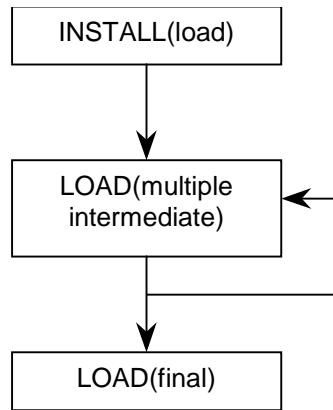 INSTALL(load)
LOAD(multiple
intermediate)
LOAD(final)